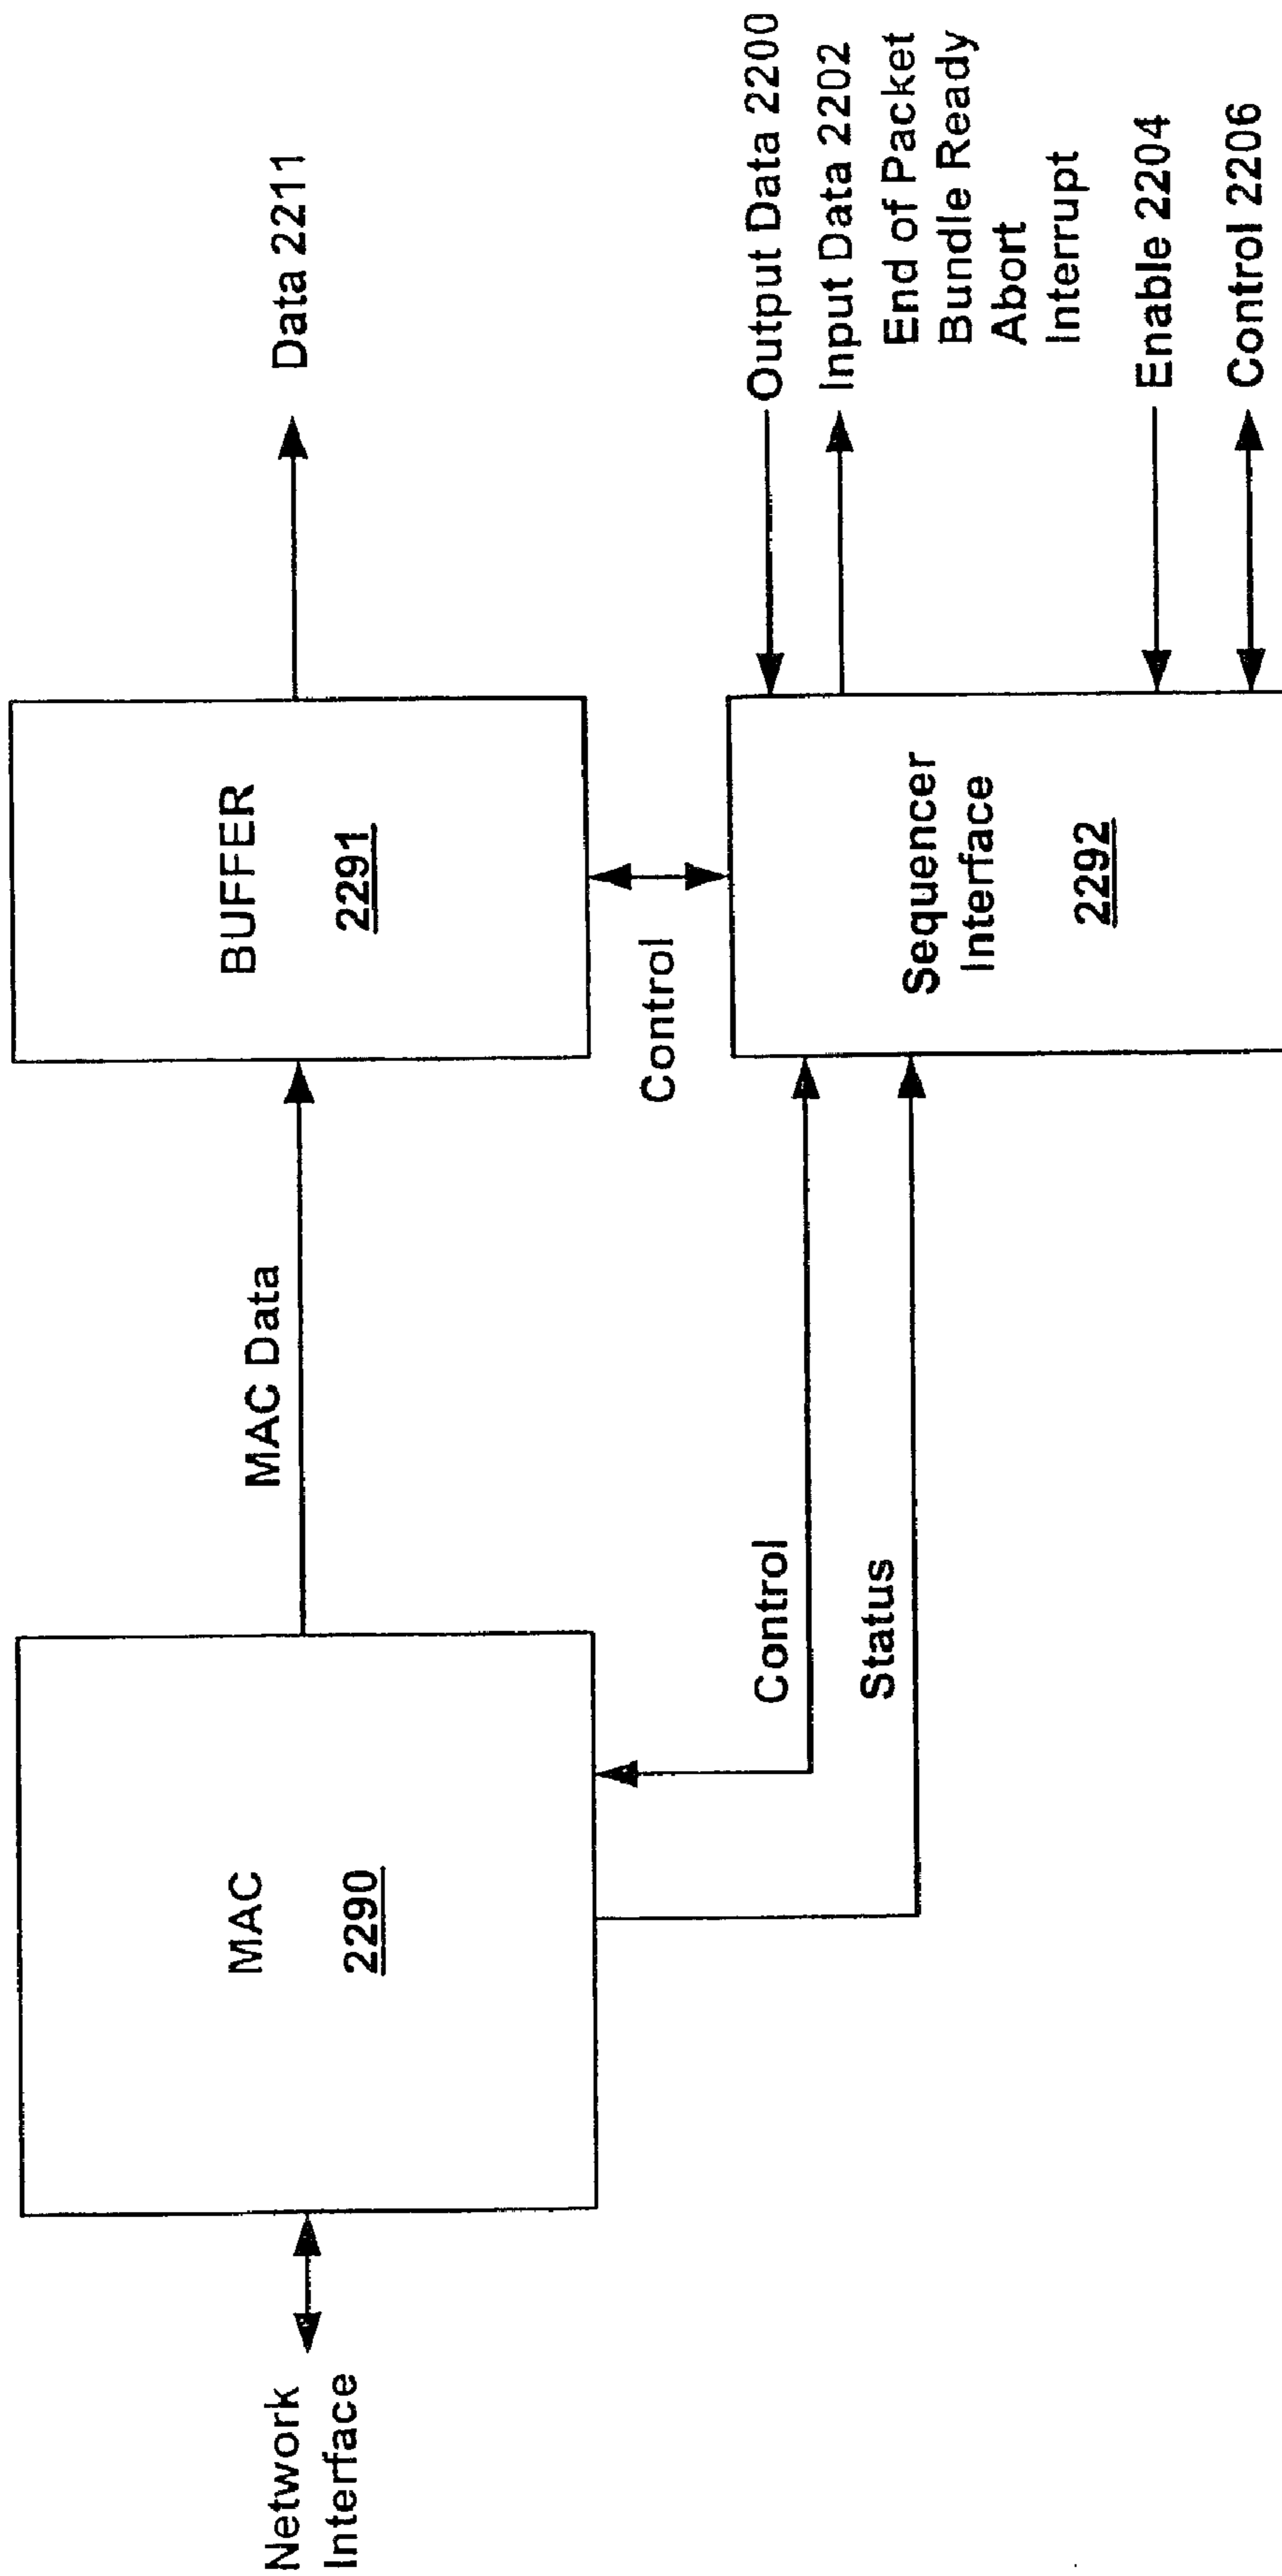 Network
Interface
MAC
2290
MAC Data
BUFFER
2291
Data 2211
Control
Status
Control
Sequencer
Interface
2292
Output Data 2200
Input Data 2202
End of Packet
Bundle Ready
Abort
Interrupt
Enable 2204
Control 2206